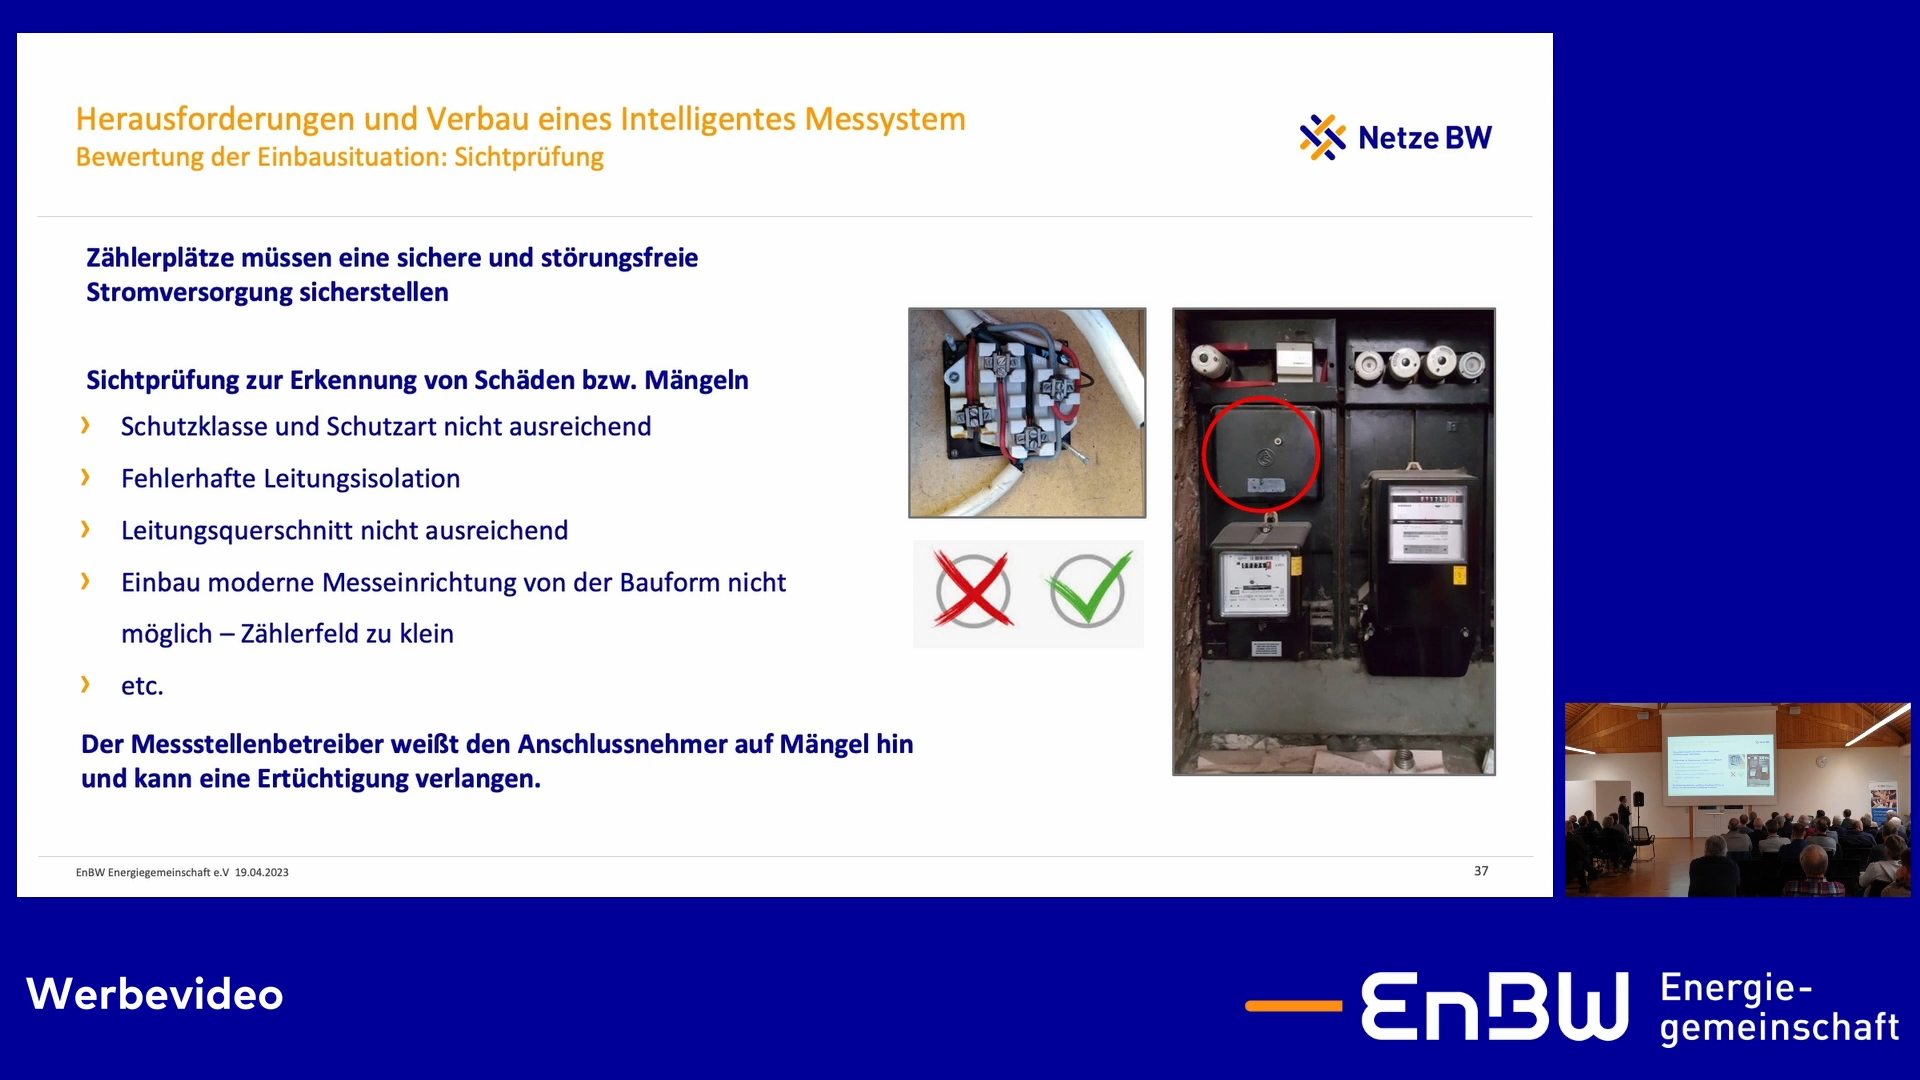 Herausforderungen und Verbau eines Intelligentes Messystem
Bewertung der Einbausituation: Sichtprüfung
Netze BW
Zählerplätze müssen eine sichere und störungsfreie
Stromversorgung sicherstellen
Sichtprüfung zur Erkennung von Schäden bzw. Mängeln
› Schutzklasse und Schutzart nicht ausreichend
› Fehlerhafte Leitungsisolation
› Leitungsquerschnitt nicht ausreichend
› Einbau moderne Messeinrichtung von der Bauform nicht
möglich – Zählerfeld zu klein
› etc.
Der Messstellenbetreiber weißt den Anschlussnehmer auf Mängel hin
und kann eine Ertüchtigung verlangen.
EnBW Energiegemeinschaft e.V 19.04.2023
37
Werbevideo
EnBW
Energie-
gemeinschaft